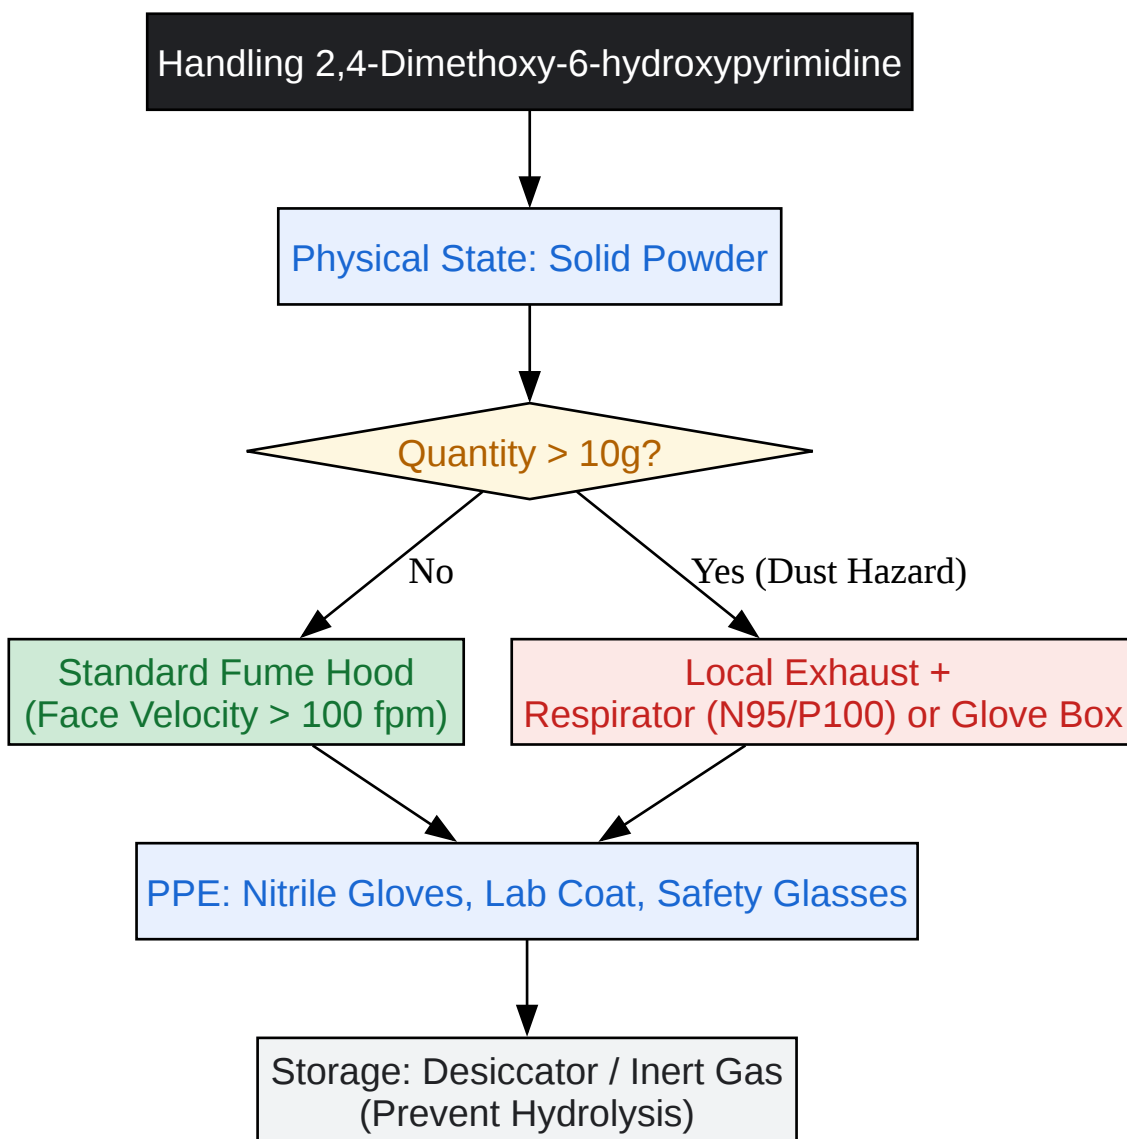 Handling 2,4-Dimethoxy-6-hydroxypyrimidine
Physical State: Solid Powder
Quantity > 10g?
No
Yes (Dust Hazard)
Standard Fume Hood
(Face Velocity > 100 fpm)
Local Exhaust +
Respirator (N95/P100) or Glove Box
PPE: Nitrile Gloves, Lab Coat, Safety Glasses
Storage: Desiccator / Inert Gas
(Prevent Hydrolysis)